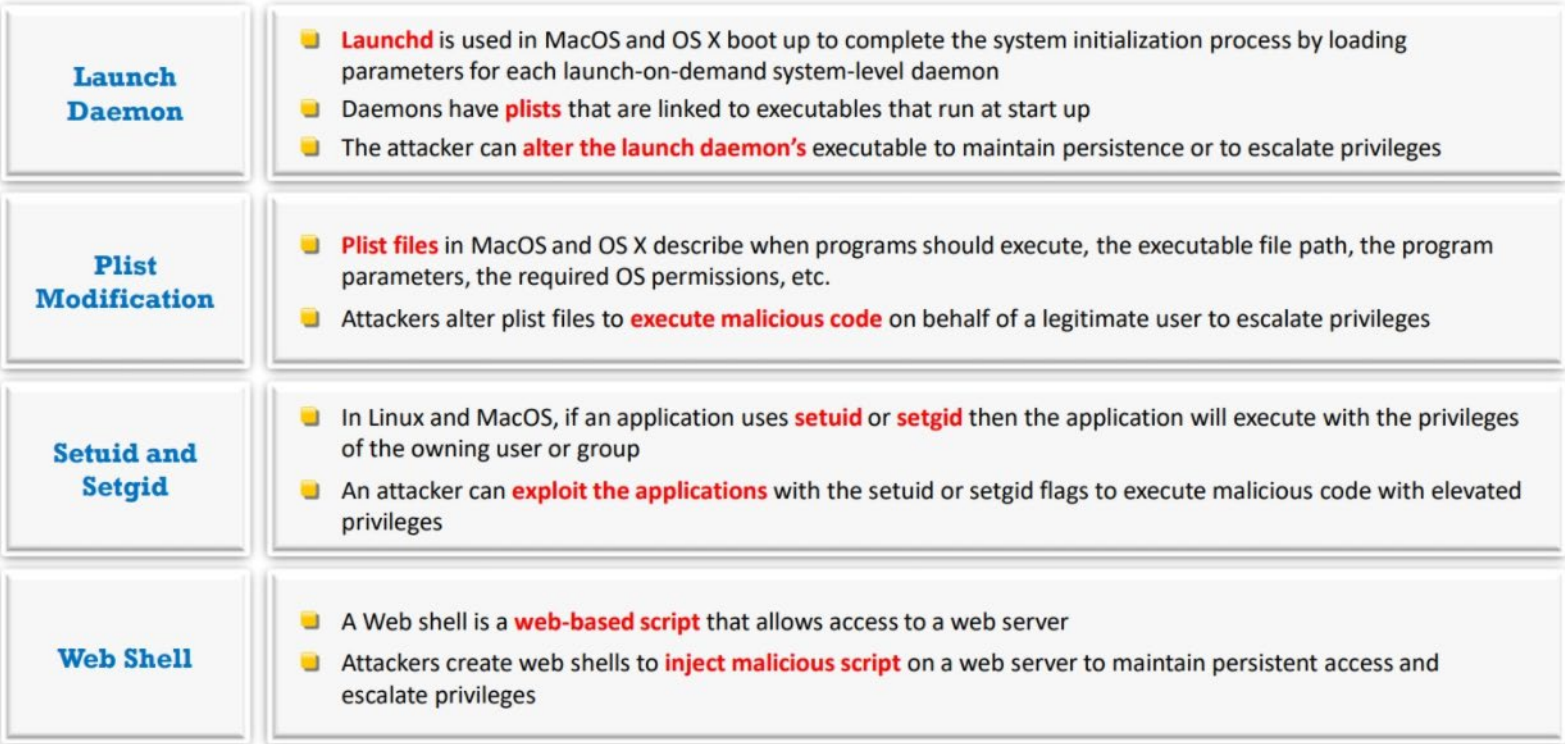 Launch
Daemon
Launchd is used in MacOS and OS X boot up to complete the system initialization process by loading
parameters for each launch-on-demand system-level daemon
Daemons have plists that are linked to executables that run at start up
The attacker can alter the launch daemon's executable to maintain persistence or to escalate privileges
Plist
Modification
Plist files in MacOS and OS X describe when programs should execute, the executable file path, the program
parameters, the required OS permissions, etc.
Attackers alter plist files to execute malicious code on behalf of a legitimate user to escalate privileges
Setuid and
Setgid
In Linux and MacOS, if an application uses setuid or setgid then the application will execute with the privileges
of the owning user or group
An attacker can exploit the applications with the setuid or setgid flags to execute malicious code with elevated
privileges
Web Shell
A Web shell is a web-based script that allows access to a web server
Attackers create web shells to inject malicious script on a web server to maintain persistent access and
escalate privileges